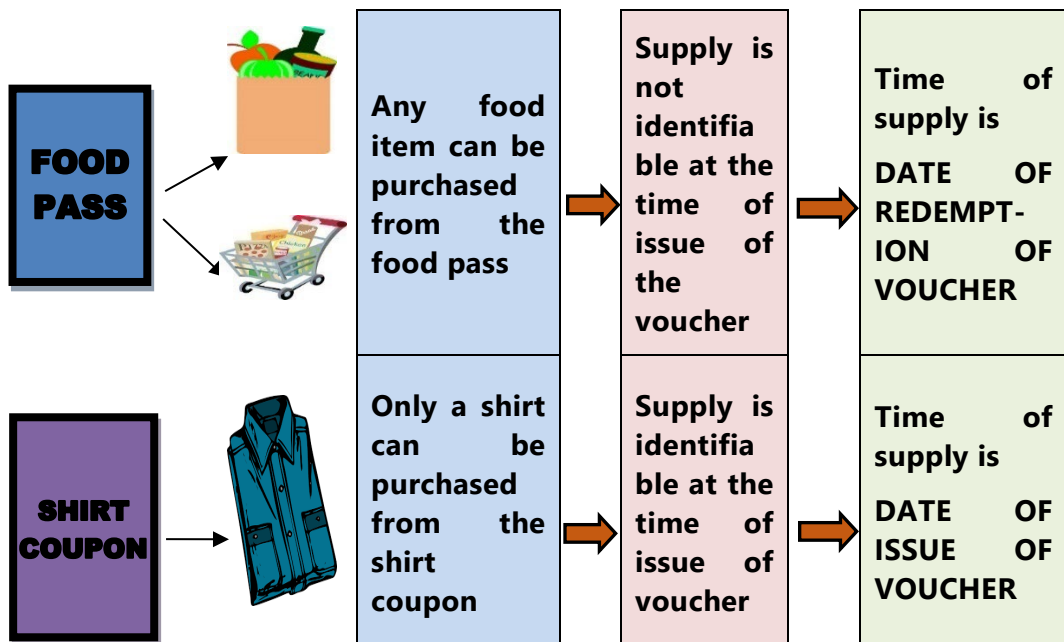 FOOD
PASS
Any food
item can be
purchased
from the
food pass
Supply is
not
identifia
ble at the
time of
issue of
the
voucher
Time of
supply is
DATE OF
REDEMPT-
ION OF
VOUCHER
SHIRT
COUPON
Only a shirt
can be
purchased
from the
shirt
coupon
Supply is
identifia
ble at the
time of
issue of
voucher
Time of
supply is
DATE OF
ISSUE OF
VOUCHER
Chicken